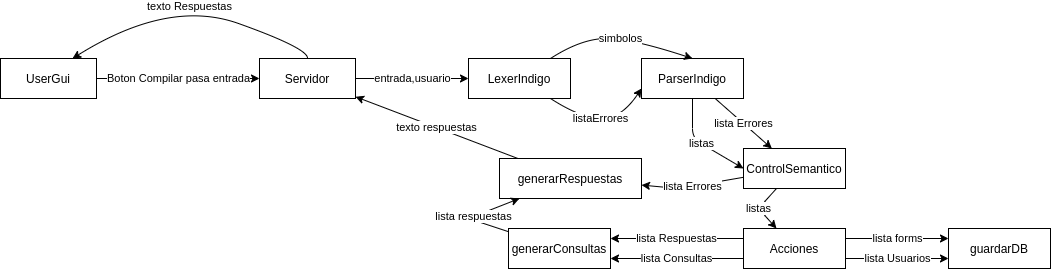 texto Respuestas
UserGui
Boton Compilar pasa entrada
Servidor
entrada,usuario
LexerIndigo
simbolos
listaErrores
ParserIndigo
lista Errores
listas
texto respuestas
ControlSemantico
generarRespuestas
lista Errores
listas
lista respuestas
generarConsultas
lista Respuestas
lista Consultas
Acciones
lista forms
lista Usuarios
guardarDB